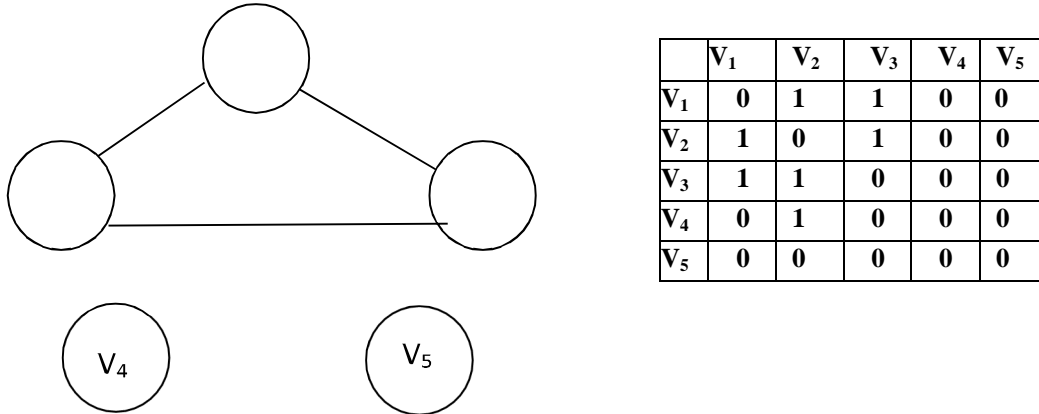 V₁ V₂ V₃ V₄ V₅
V₁ 0 1 1 0 0
V₂ 1 0 1 0 0
V₃ 1 1 0 0 0
V₄ 0 1 0 0 0
V₅ 0 0 0 0 0
V₄
V₅